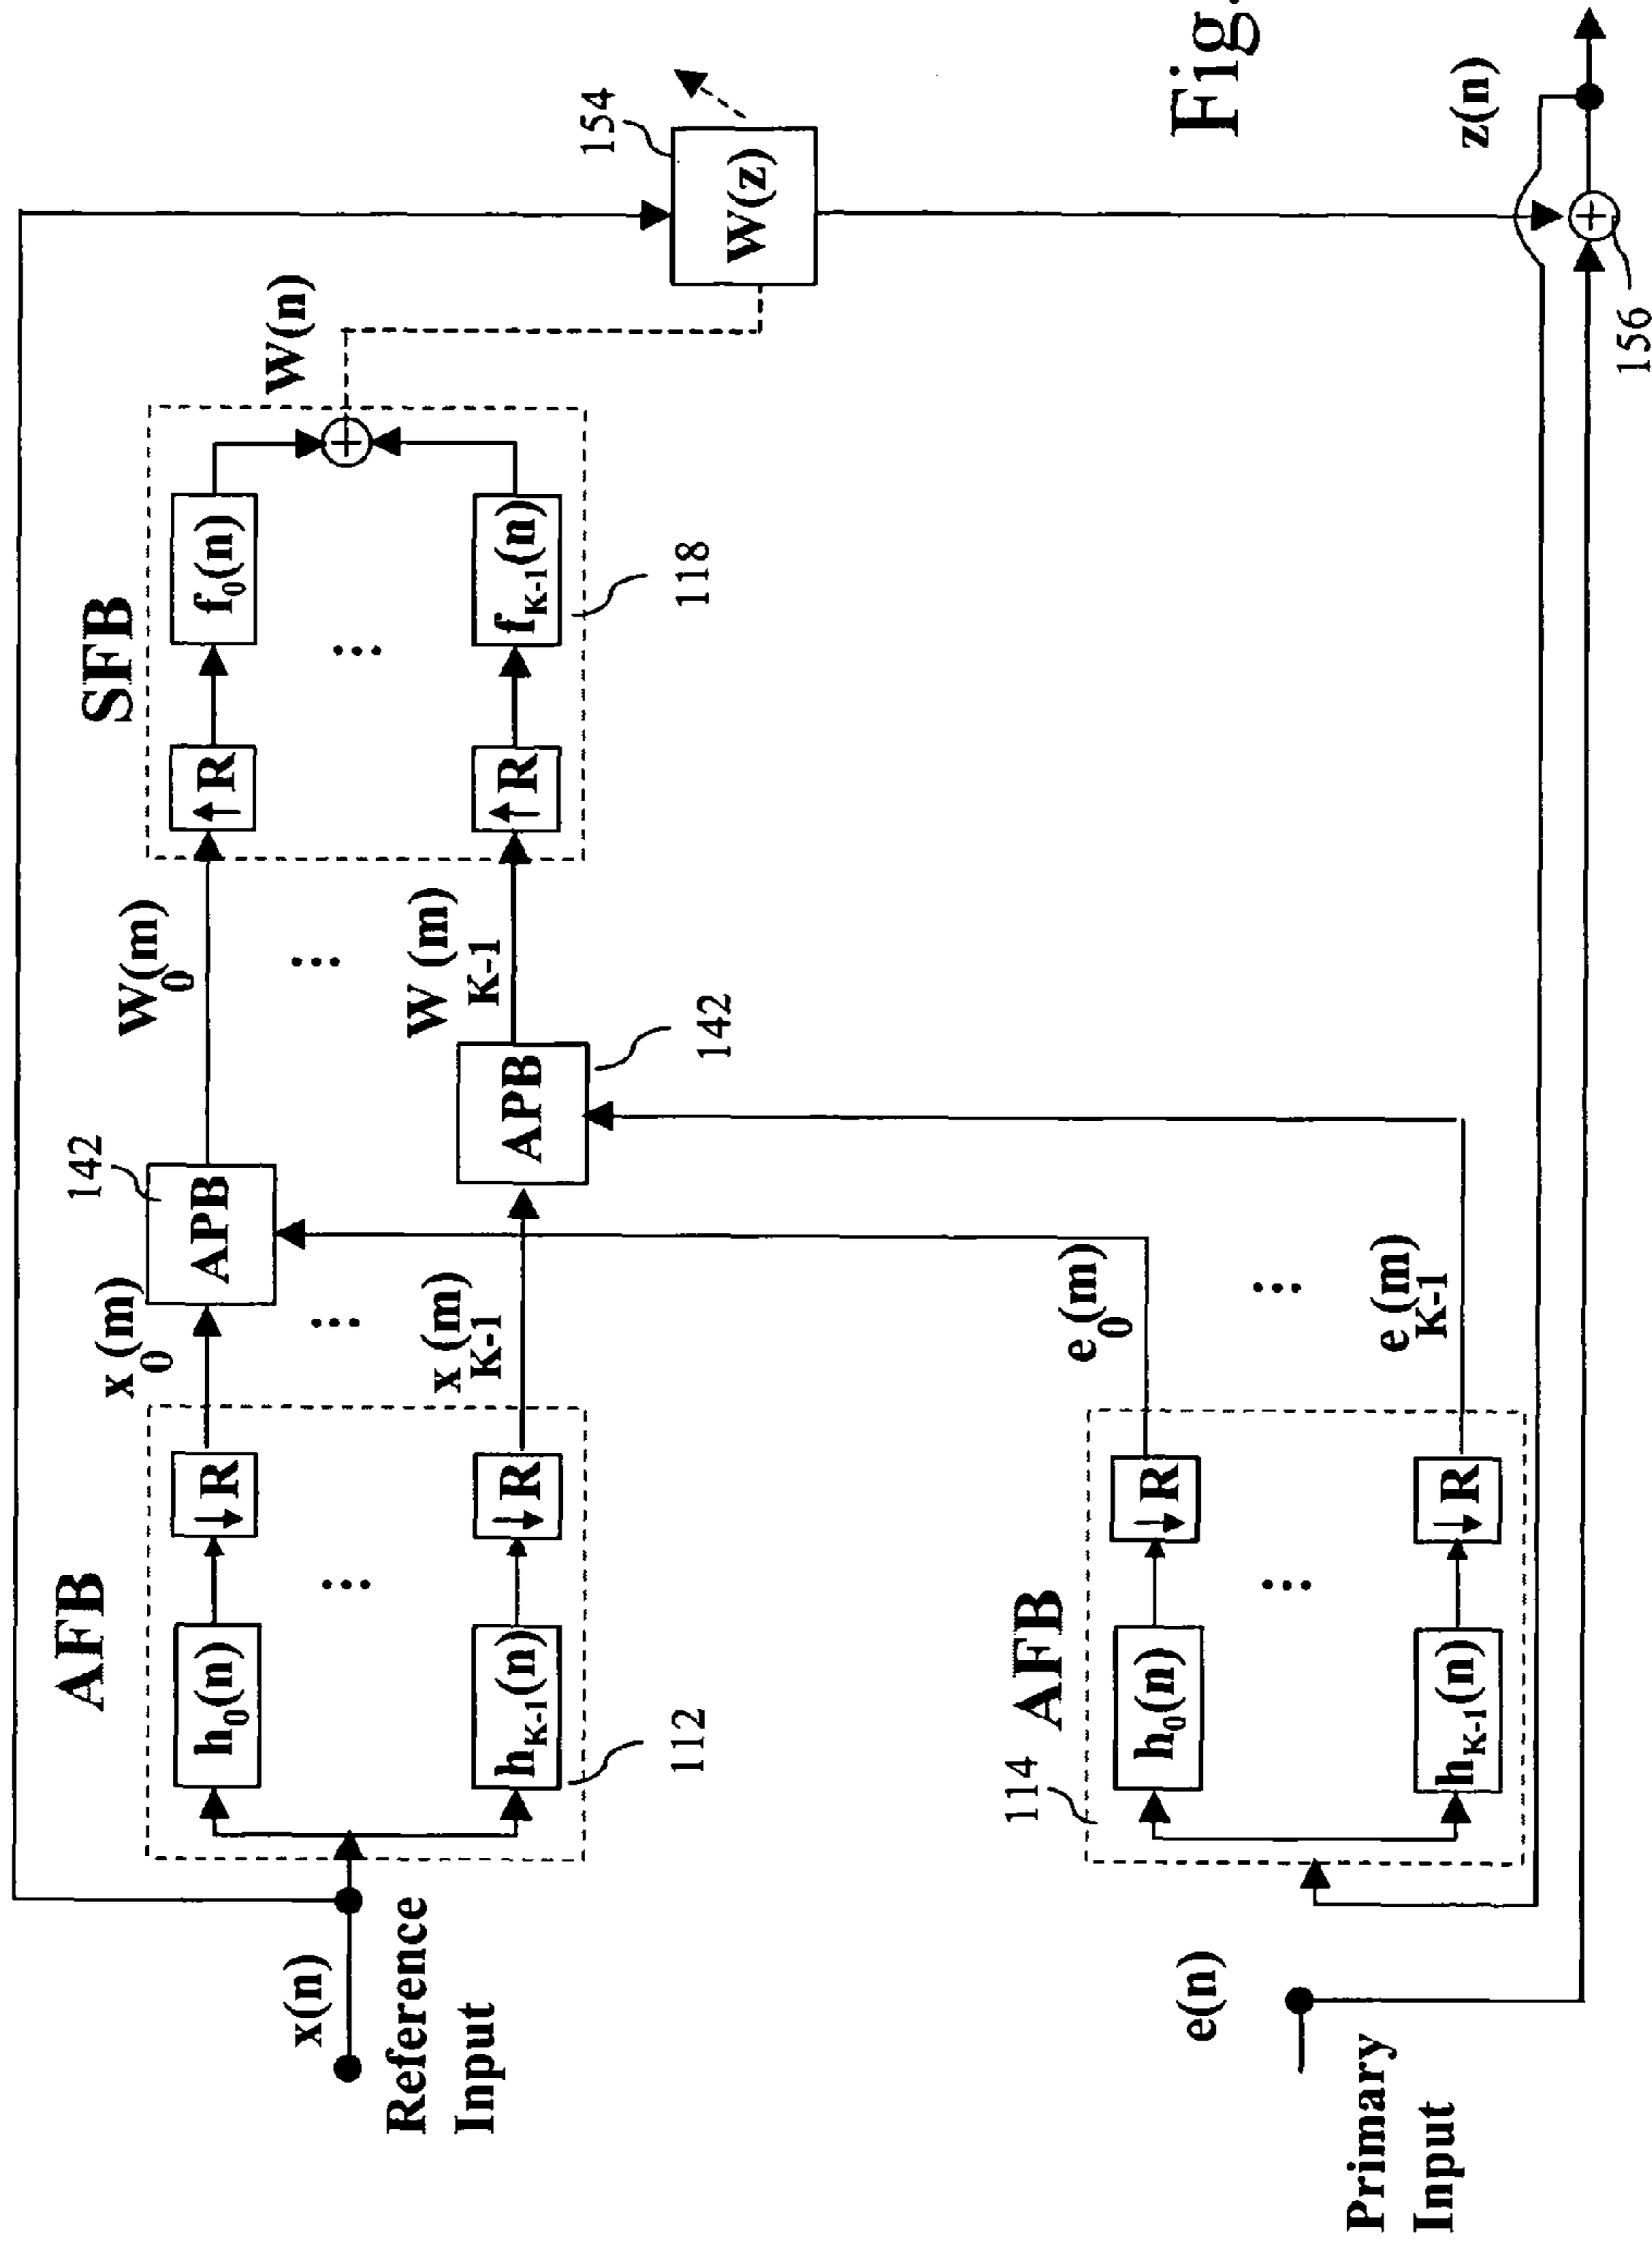 AFB
SFB
x(n)
Reference
Input
h₀(n)
↓R
x₀(m)
142
APB
W₀(m)
↑R
f₀(n)
W(n)
154
W(z)
hK-1(n)
↓R
xK-1(m)
APB
142
WK-1(m)
↑R
fK-1(n)
118
112
AFB
114
h₀(n)
↓R
e₀(m)
hK-1(n)
↓R
eK-1(m)
e(n)
Primary
Input
z(n)
156
Fig.